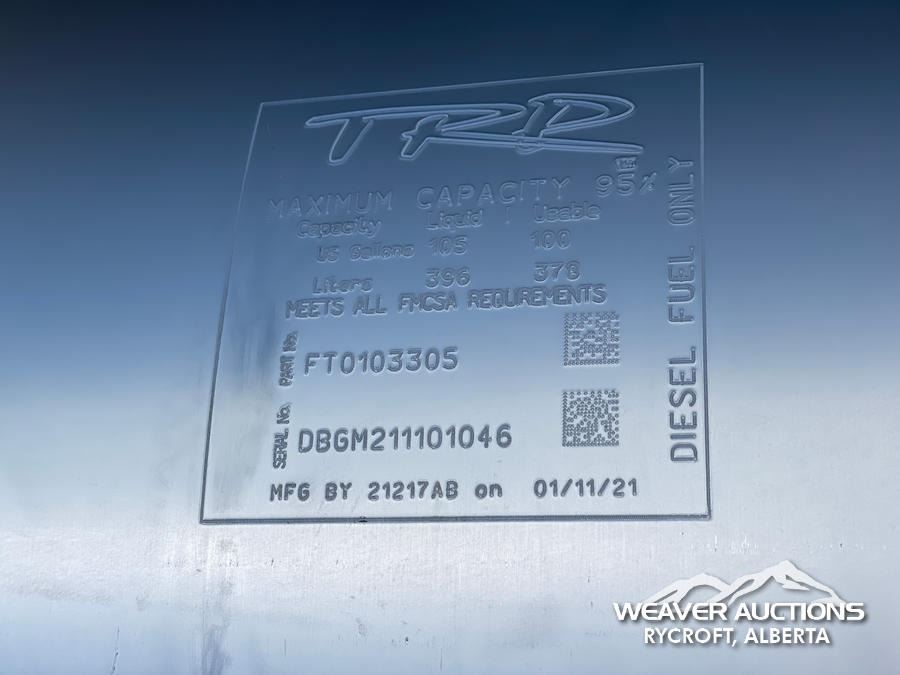 TRP
MAXIMUM CAPACITY 95%
Capacity Liquid | Usable
US Gallons 105 100
Liters 396 378
MEETS ALL FMCSA REQUIREMENTS
PART No. FT0103305
SERIAL No. DBGM211101046
MFG BY 21217AB on 01/11/21
DIESEL FUEL ONLY
WEAVER AUCTIONS
RYCROFT, ALBERTA